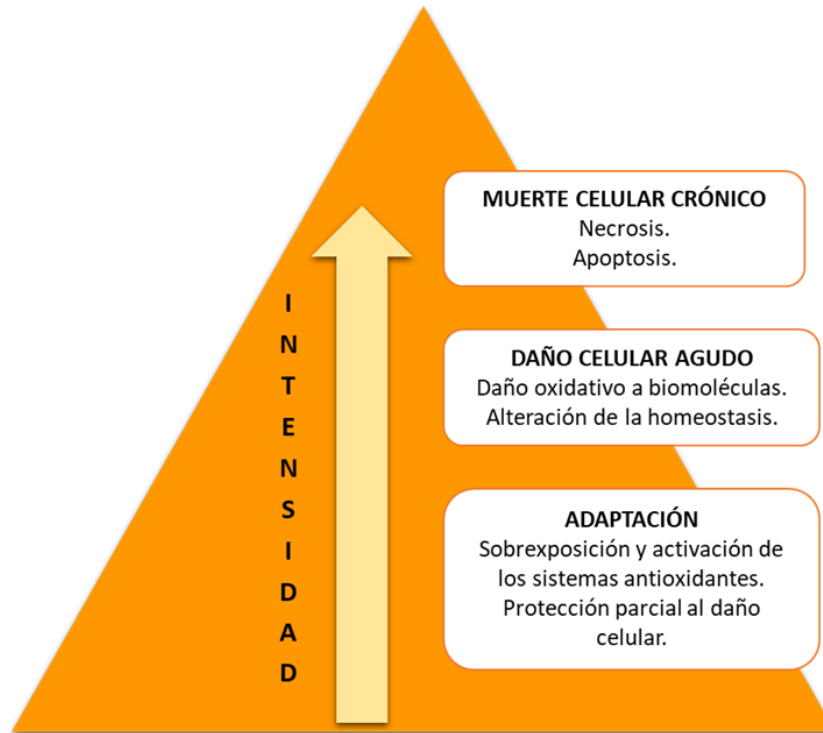 MUERTE CELULAR CRÓNICO
Necrosis.
Apoptosis.
INTENSIDAD
DAÑO CELULAR AGUDO
Daño oxidativo a biomoléculas.
Alteración de la homeostasis.
ADAPTACIÓN
Sobrexposición y activación de
los sistemas antioxidantes.
Protección parcial al daño
celular.